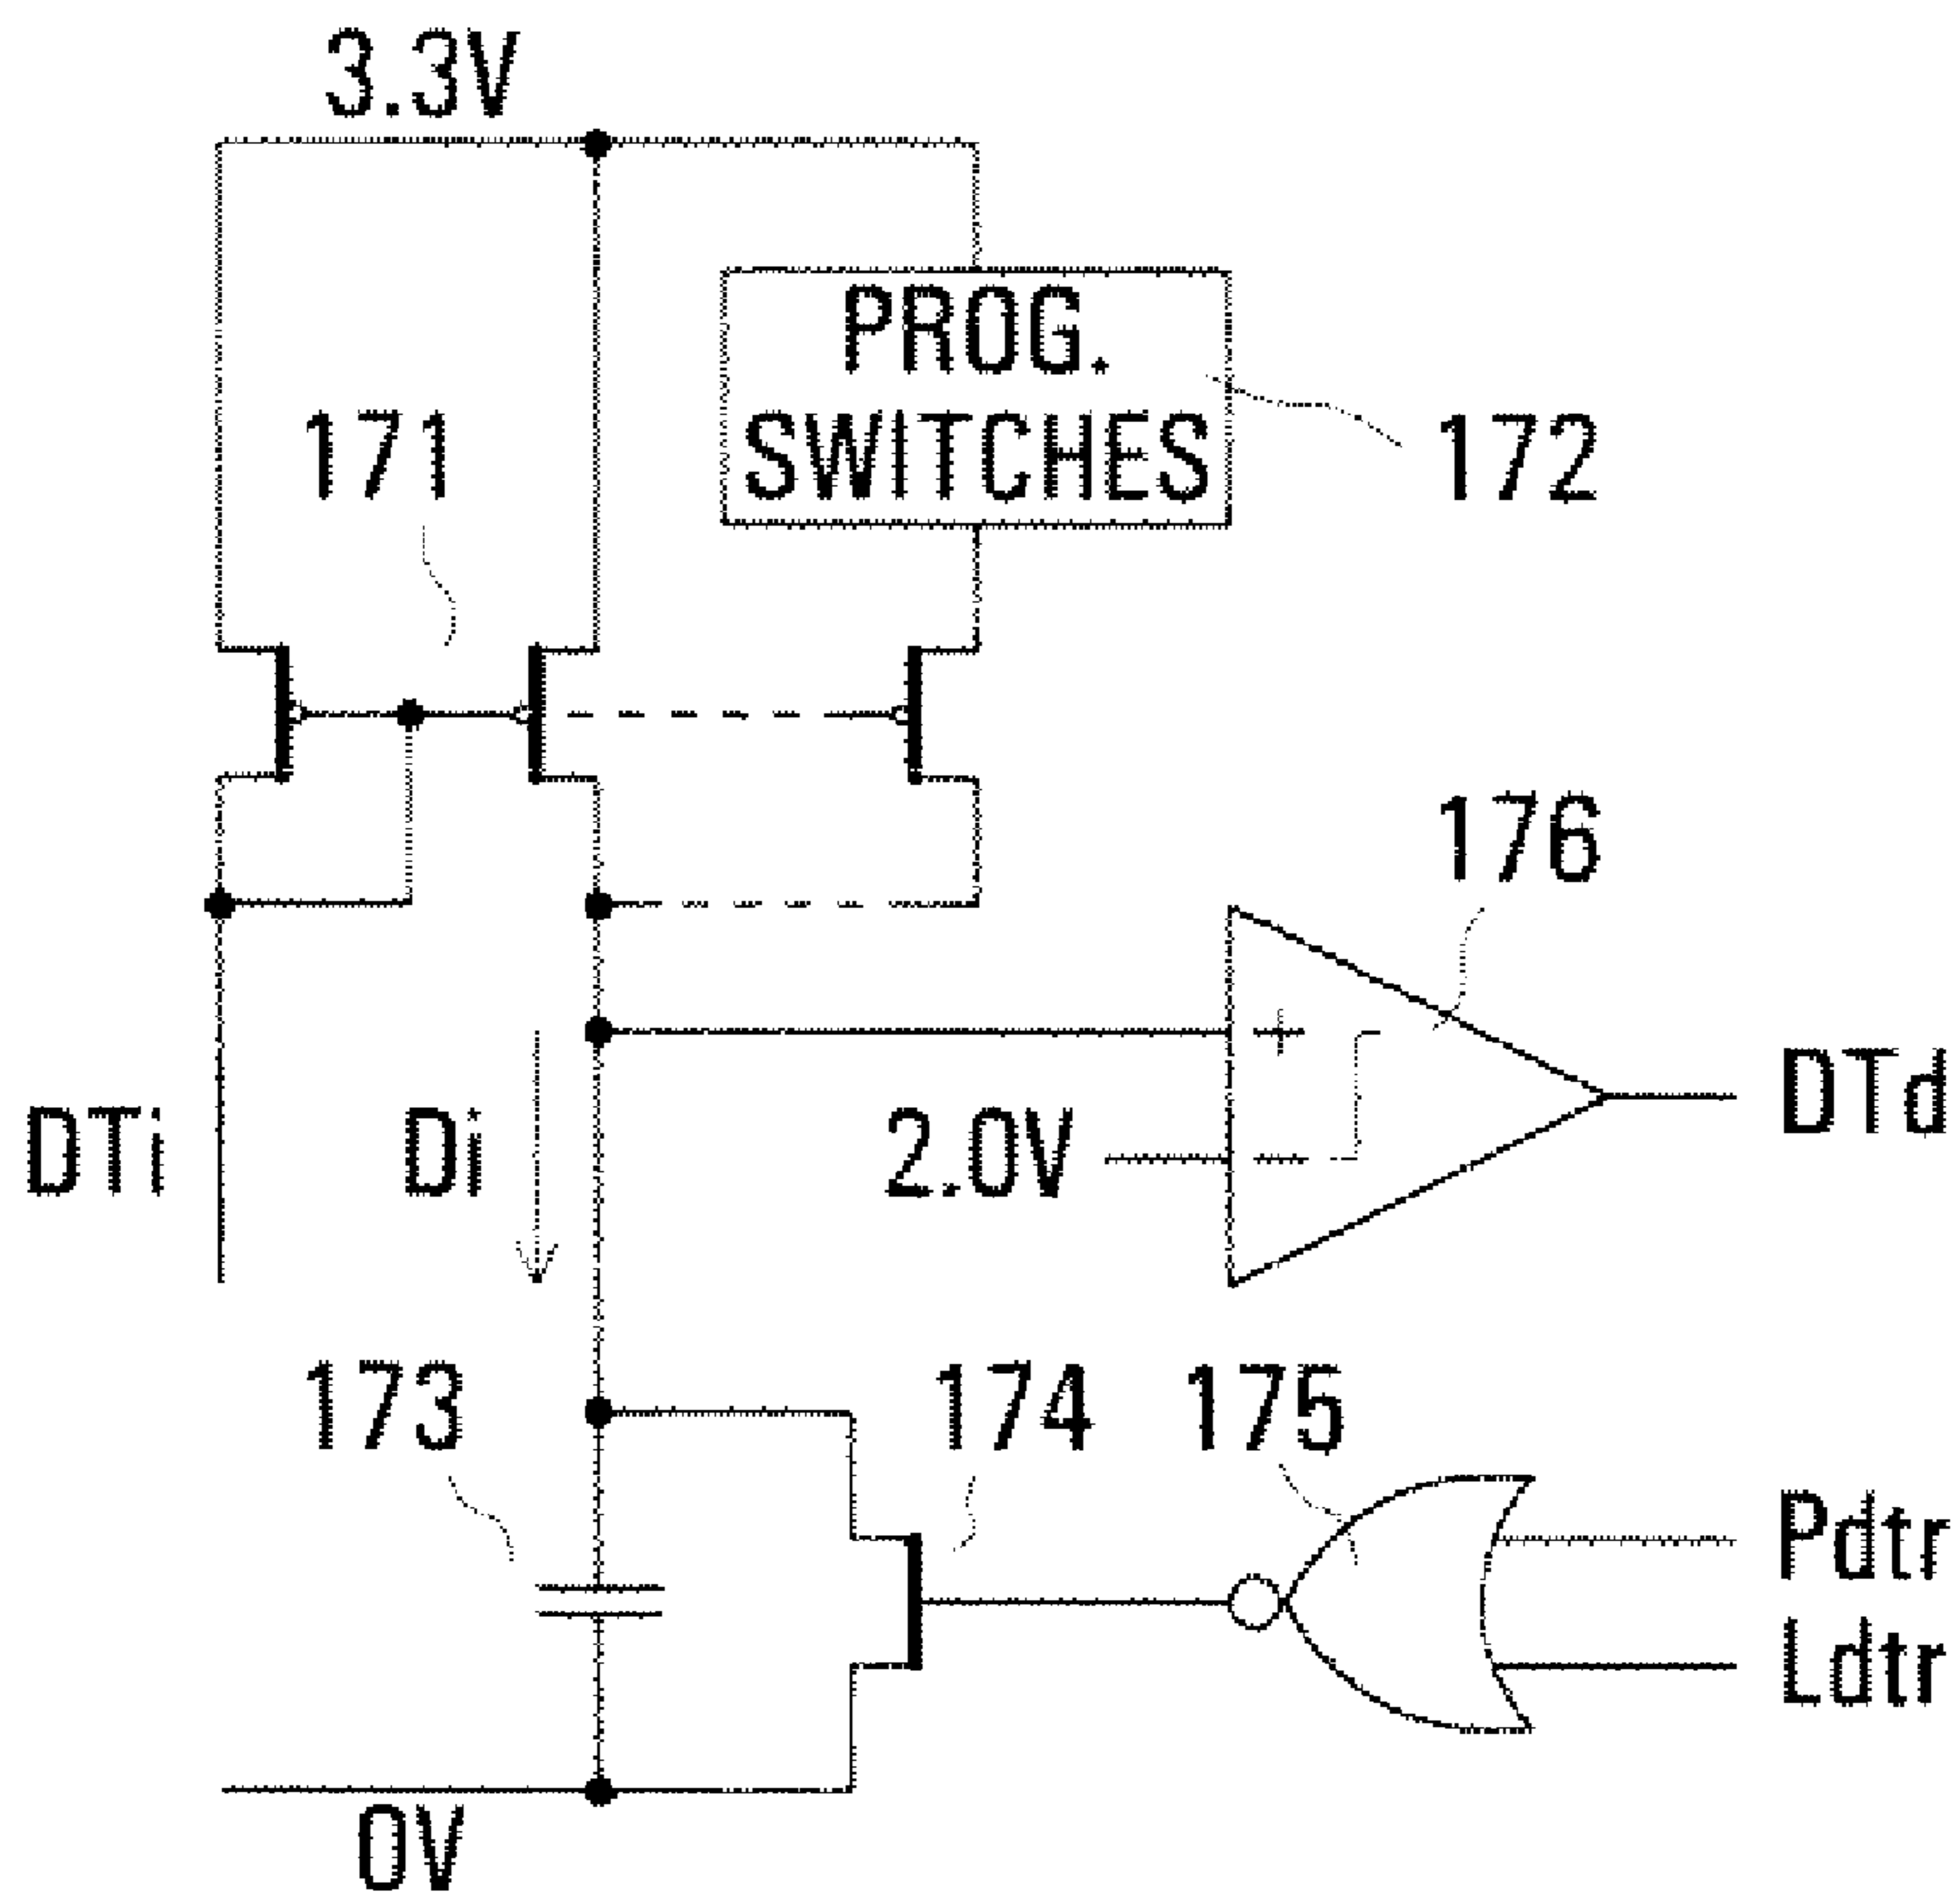 3.3V
PROG.
SWITCHES
171
172
176
DTi
Di
2.0V
+
-
DTd
173
174
175
Pdtr
Ldtr
0V